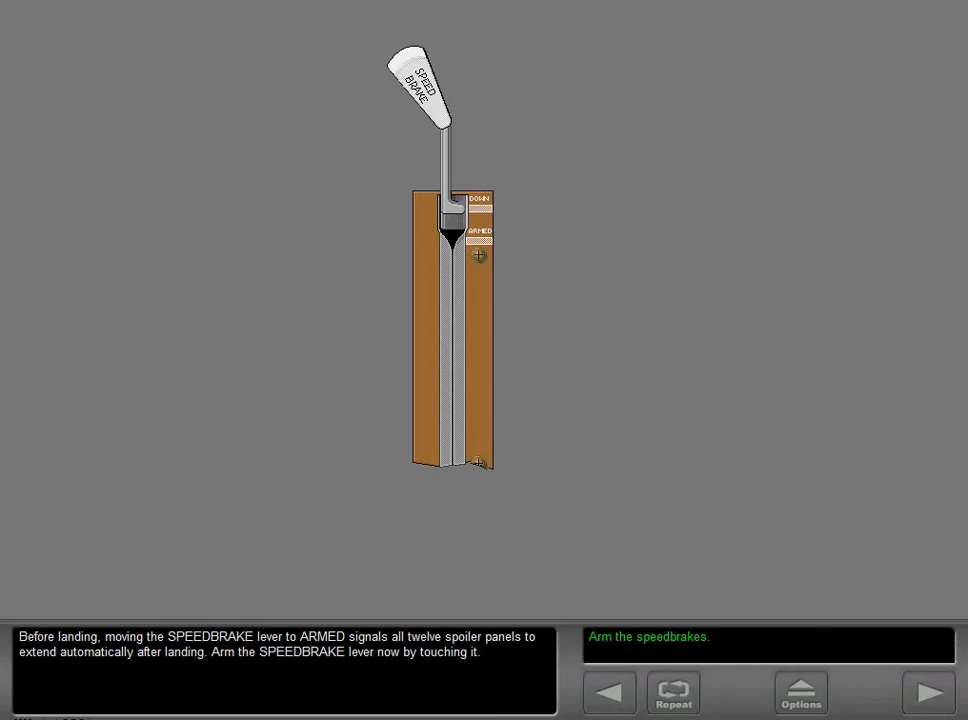 SPEED
BRAKE
DOWN
ARMED
Before landing, moving the SPEEDBRAKE lever to ARMED signals all twelve spoiler panels to
extend automatically after landing. Arm the SPEEDBRAKE lever now by touching it.
Arm the speedbrakes.
Repeat
Options